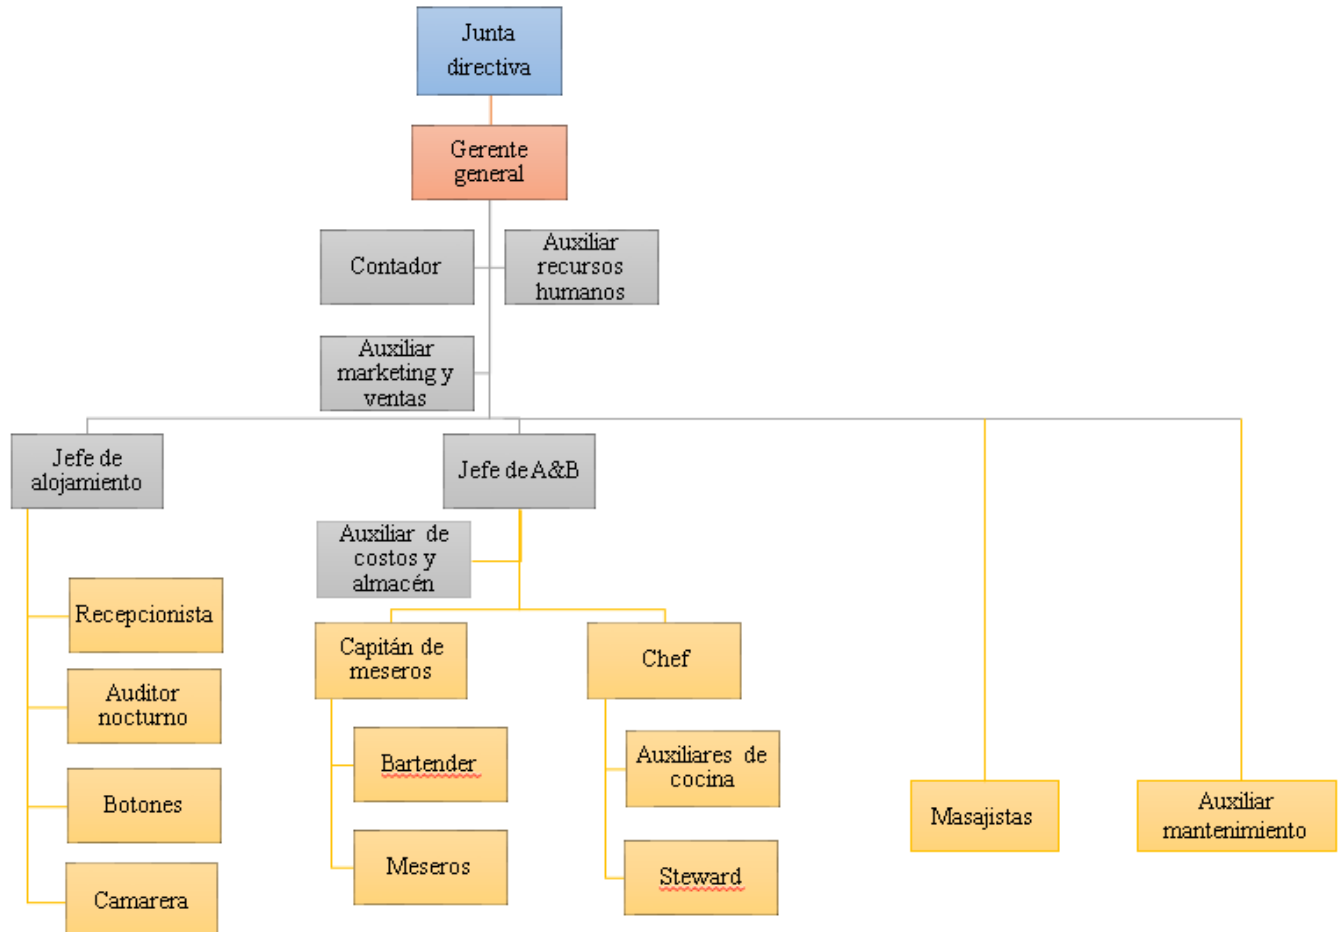 Junta
directiva
Gerente
general
Contador
Auxiliar
recursos
humanos
Auxiliar
marketing y
ventas
Jefe de
alojamiento
Jefe de A&B
Auxiliar de
costos y
almacén
Recepcionista
Auditor
nocturno
Botones
Camarera
Capitán de
meseros
Bartender
Meseros
Chef
Auxiliares de
cocina
Steward
Masajistas
Auxiliar
mantenimiento